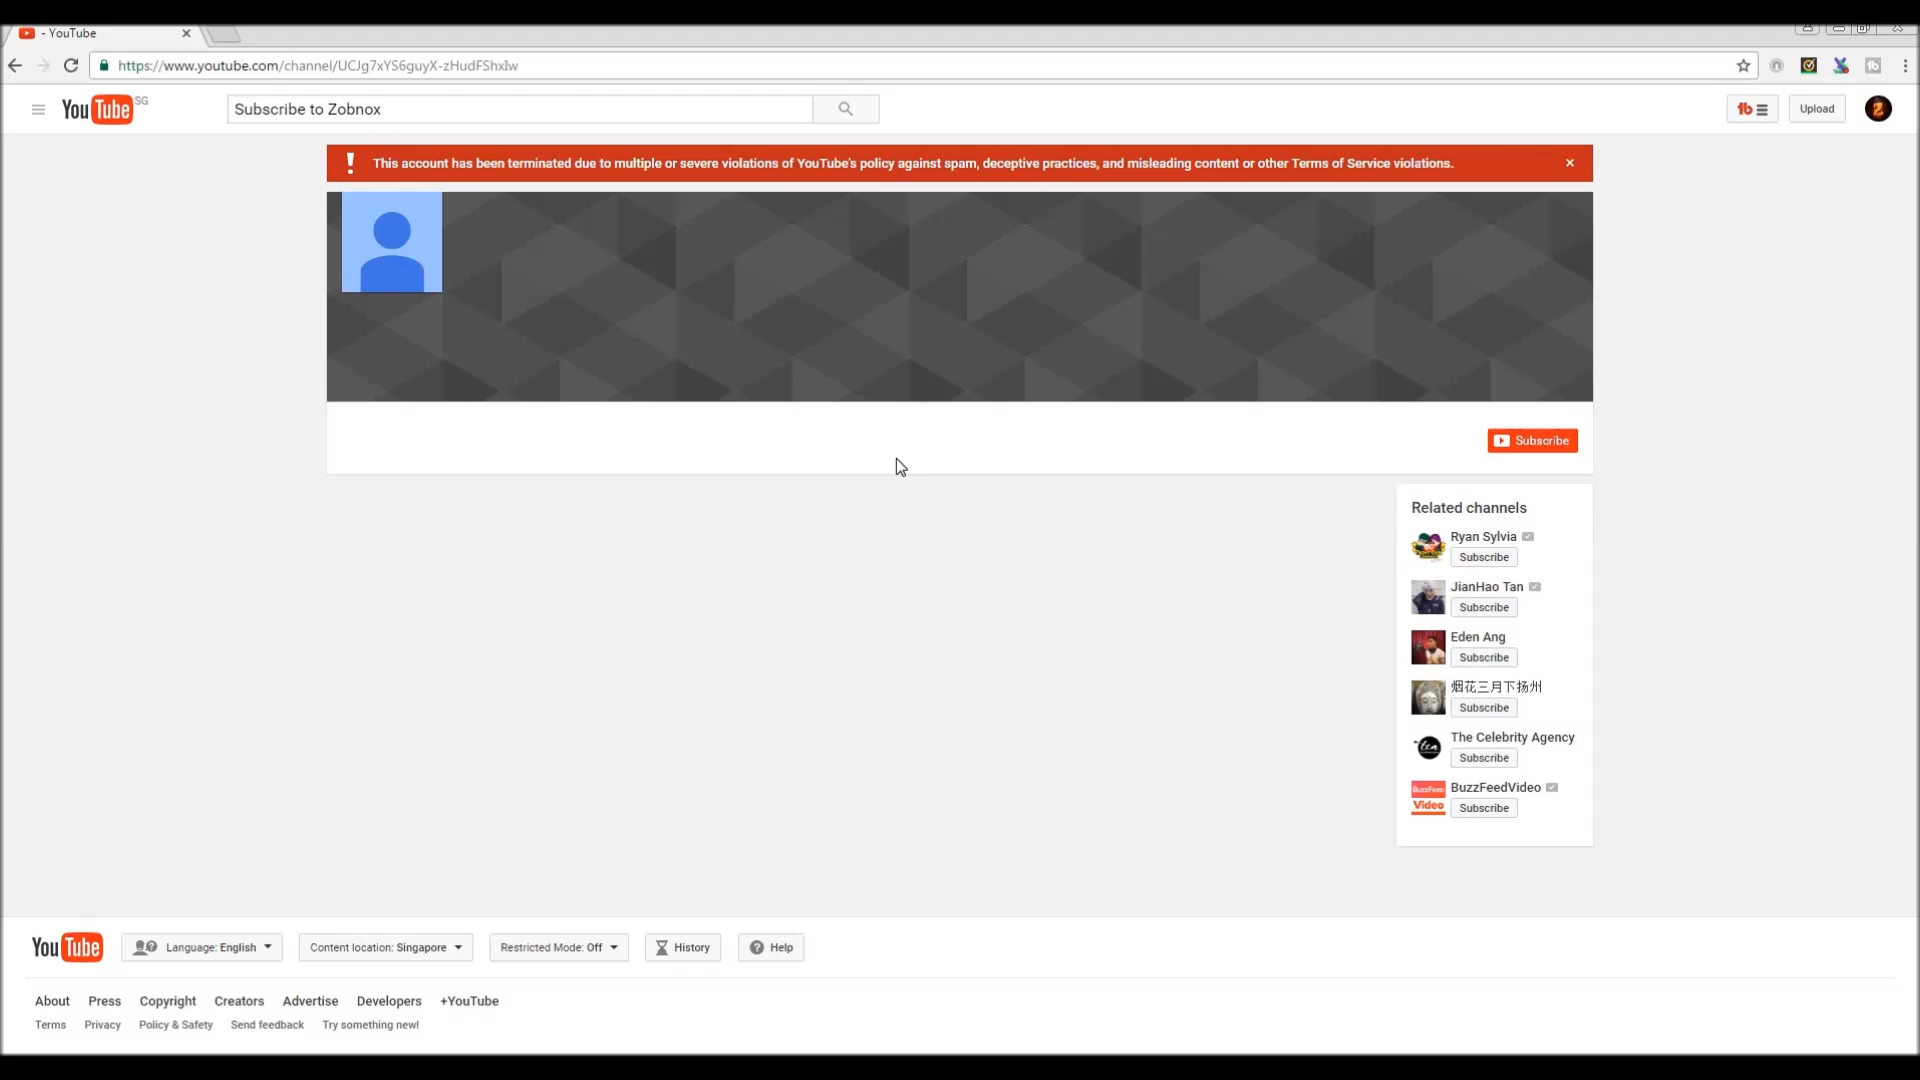 - YouTube
https://www.youtube.com/channel/UCJg7xYS6guyX-zHudFShxIw
YouTube SG
Subscribe to Zobnox
Upload
This account has been terminated due to multiple or severe violations of YouTube's policy against spam, deceptive practices, and misleading content or other Terms of Service violations.
Subscribe
Related channels
Ryan Sylvia
Subscribe
JianHao Tan
Subscribe
Eden Ang
Subscribe
烟花三月下扬州
Subscribe
The Celebrity Agency
Subscribe
BuzzFeed
Video
BuzzFeedVideo
Subscribe
YouTube
Language: English
Content location: Singapore
Restricted Mode: Off
History
Help
About Press Copyright Creators Advertise Developers +YouTube
Terms Privacy Policy & Safety Send feedback Try something new!